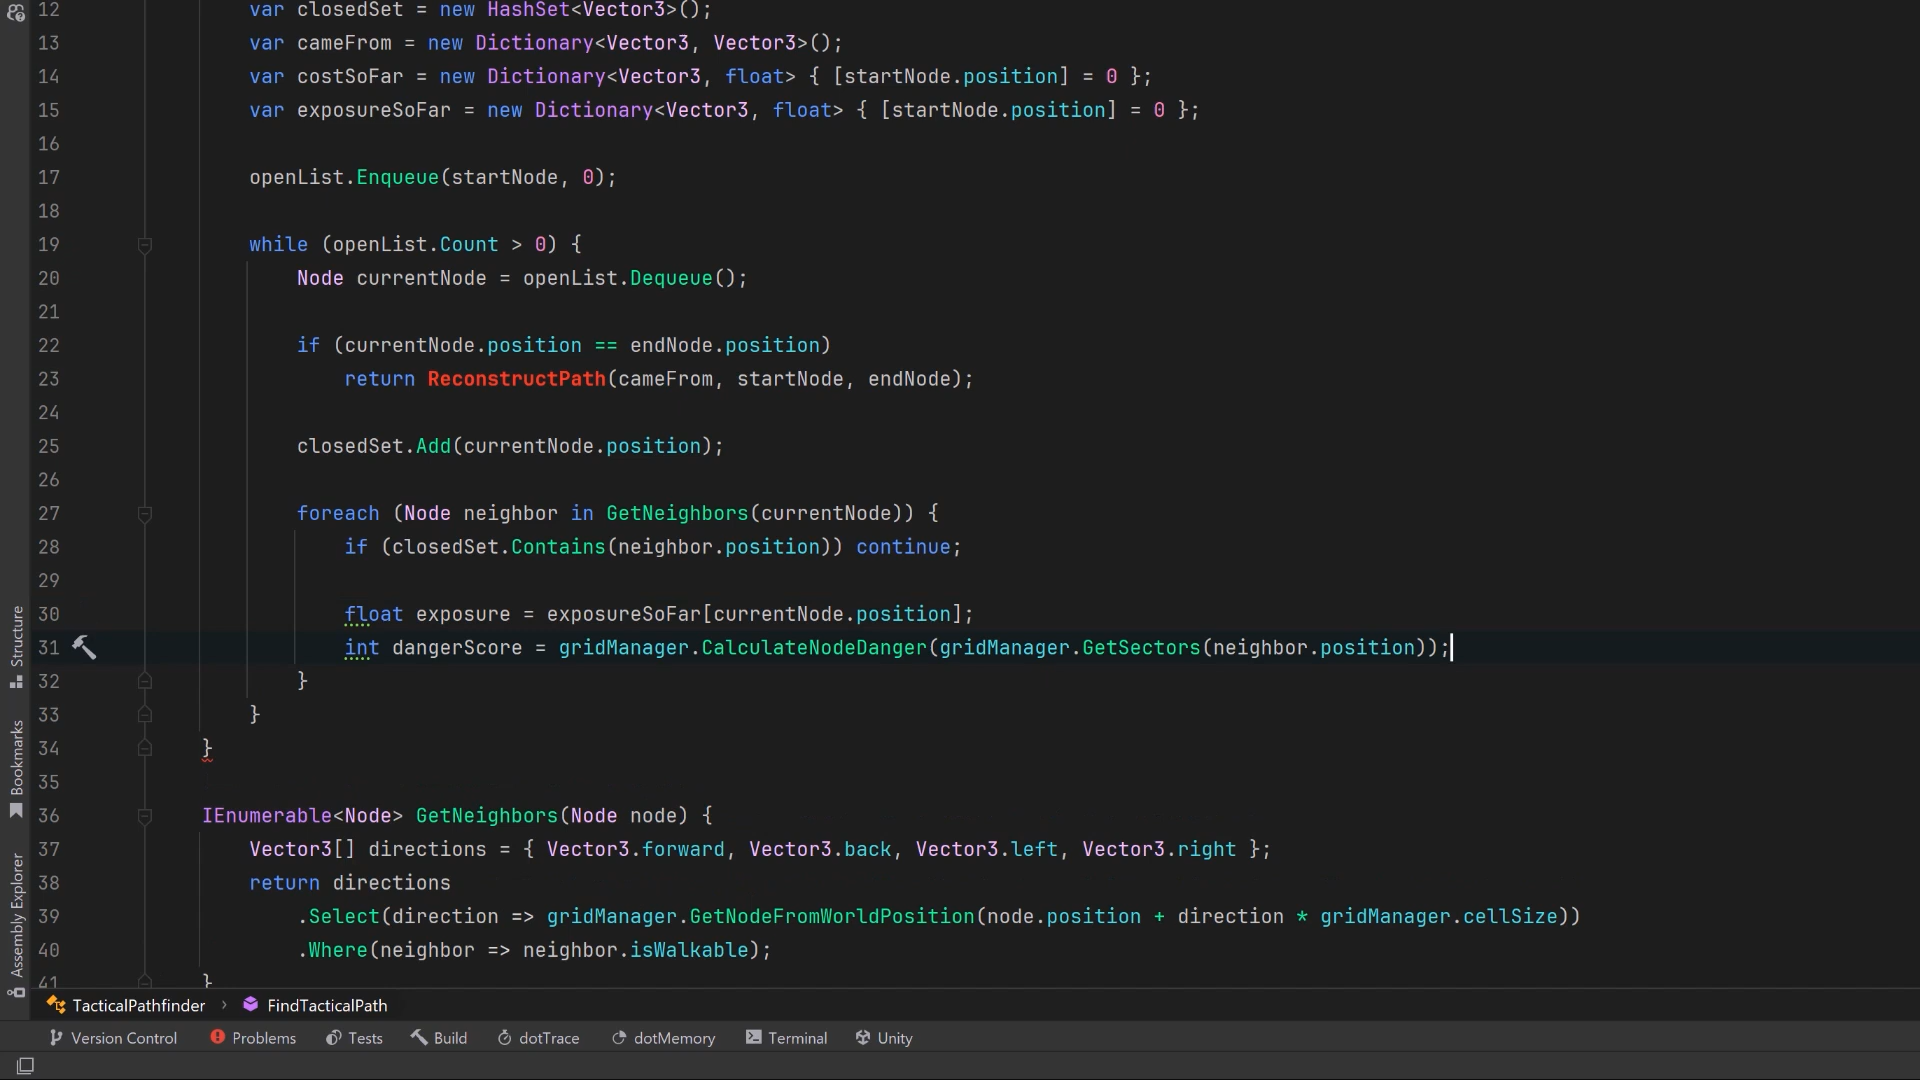 12 var closedSet = new HashSet<Vector3>();
13 var cameFrom = new Dictionary<Vector3, Vector3>();
14 var costSoFar = new Dictionary<Vector3, float> { [startNode.position] = 0 };
15 var exposureSoFar = new Dictionary<Vector3, float> { [startNode.position] = 0 };
16
17 openList.Enqueue(startNode, 0);
18
19 while (openList.Count > 0) {
20 Node currentNode = openList.Dequeue();
21
22 if (currentNode.position == endNode.position)
23 return ReconstructPath(cameFrom, startNode, endNode);
24
25 closedSet.Add(currentNode.position);
26
27 foreach (Node neighbor in GetNeighbors(currentNode)) {
28 if (closedSet.Contains(neighbor.position)) continue;
29
30 float exposure = exposureSoFar[currentNode.position];
31 int dangerScore = gridManager.CalculateNodeDanger(gridManager.GetSectors(neighbor.position));
32 }
33 }
34 }
35
36 IEnumerable<Node> GetNeighbors(Node node) {
37 Vector3[] directions = { Vector3.forward, Vector3.back, Vector3.left, Vector3.right };
38 return directions
39 .Select(direction => gridManager.GetNodeFromWorldPosition(node.position + direction * gridManager.cellSize))
40 .Where(neighbor => neighbor.isWalkable);
41 }
Structure
Bookmarks
Assembly Explorer
TacticalPathfinder › FindTacticalPath
Version Control Problems Tests Build dotTrace dotMemory Terminal Unity